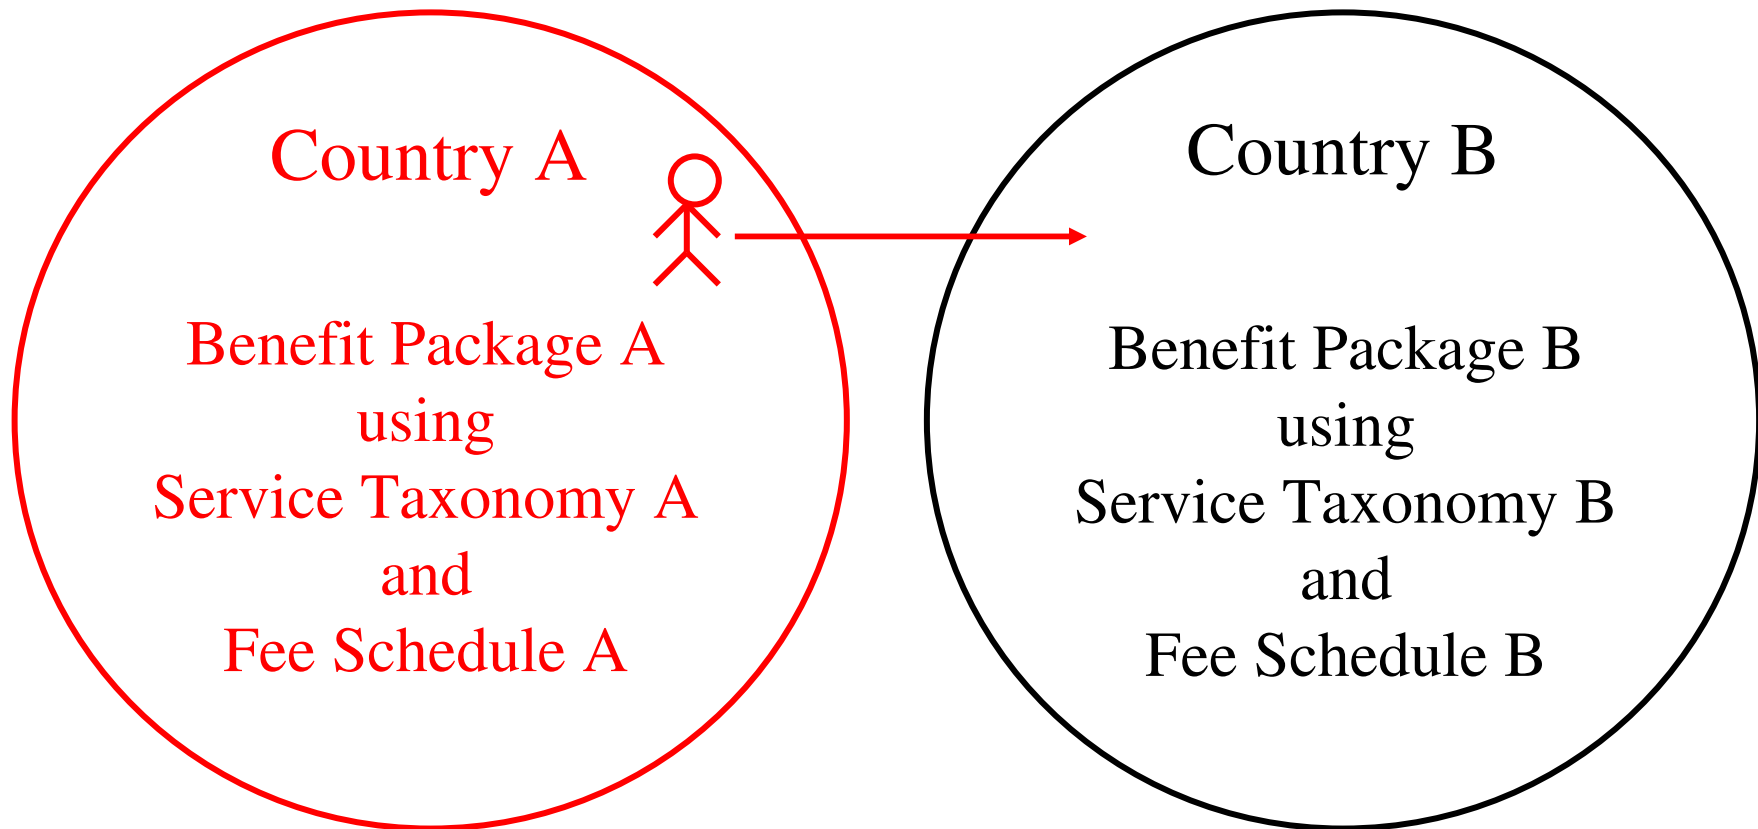 Country A
Benefit Package A
using
Service Taxonomy A
and
Fee Schedule A
Country B
Benefit Package B
using
Service Taxonomy B
and
Fee Schedule B